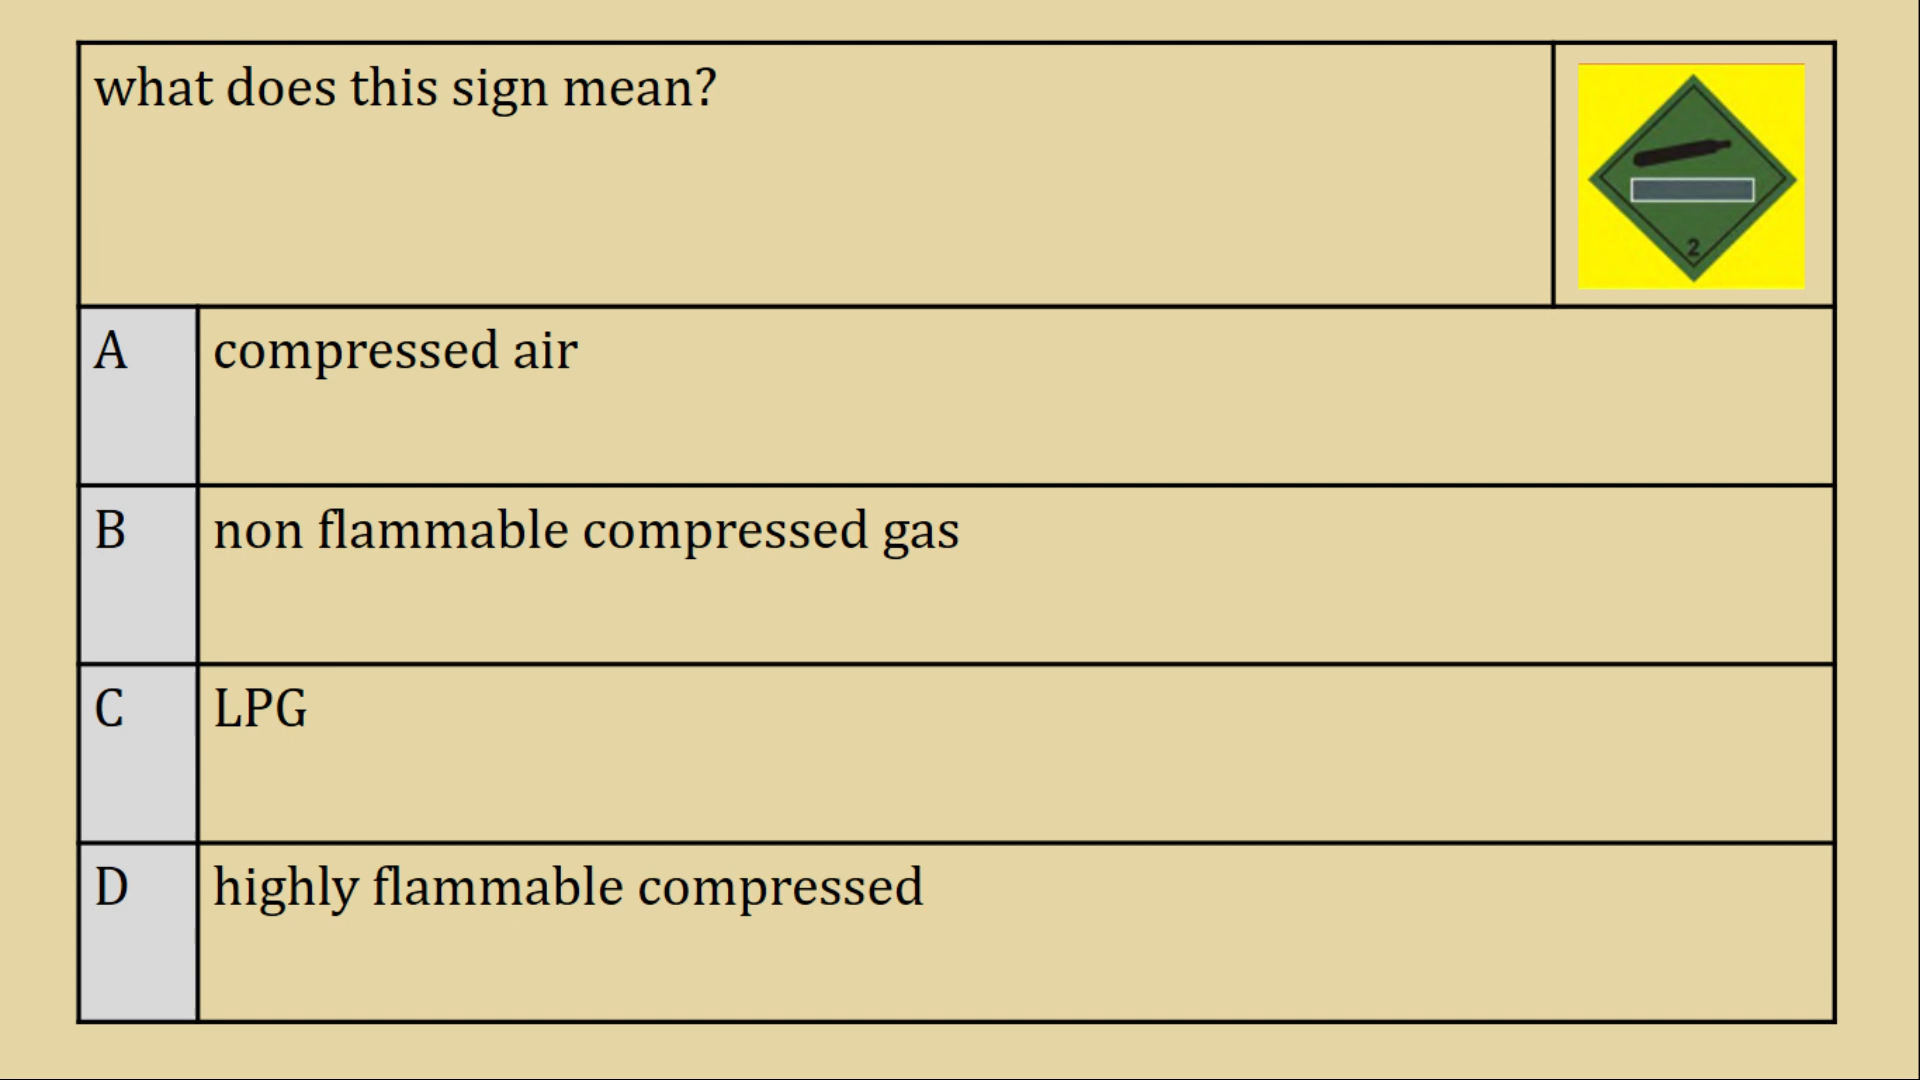 what does this sign mean?
2
A
compressed air
B
non flammable compressed gas
C
LPG
D
highly flammable compressed